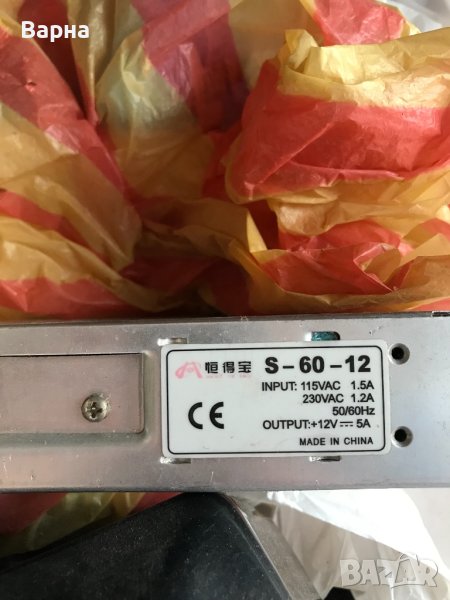 Варна
恒得宝 S-60-12
INPUT: 115VAC 1.5A
230VAC 1.2A
50/60Hz
CE OUTPUT:+12V⎓5A
MADE IN CHINA
bazar